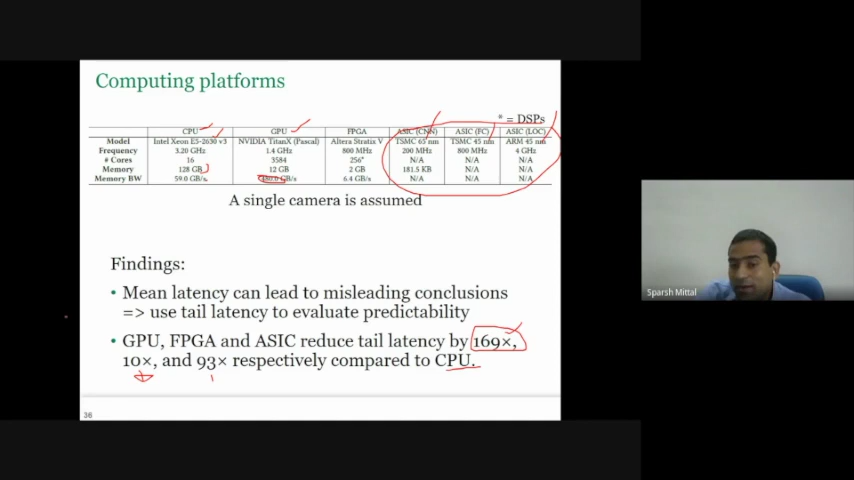 Computing platforms
* = DSPs
CPU GPU FPGA ASIC (CNN) ASIC (FC) ASIC (LOC)
Model Intel Xeon E5-2630 v3 NVIDIA TitanX (Pascal) Altera Stratix V TSMC 65 nm TSMC 45 nm ARM 45 nm
Frequency 3.20 GHz 1.4 GHz 800 MHz 200 MHz 800 MHz 4 GHz
# Cores 16 3584 256* N/A N/A N/A
Memory 128 GB 12 GB 2 GB 181.5 KB N/A N/A
Memory BW 59.0 GB/s GB/s 6.4 GB/s N/A N/A N/A
A single camera is assumed
Findings:
• Mean latency can lead to misleading conclusions
=> use tail latency to evaluate predictability
• GPU, FPGA and ASIC reduce tail latency by 169×,
10×, and 93× respectively compared to CPU.
36
Sparsh Mittal